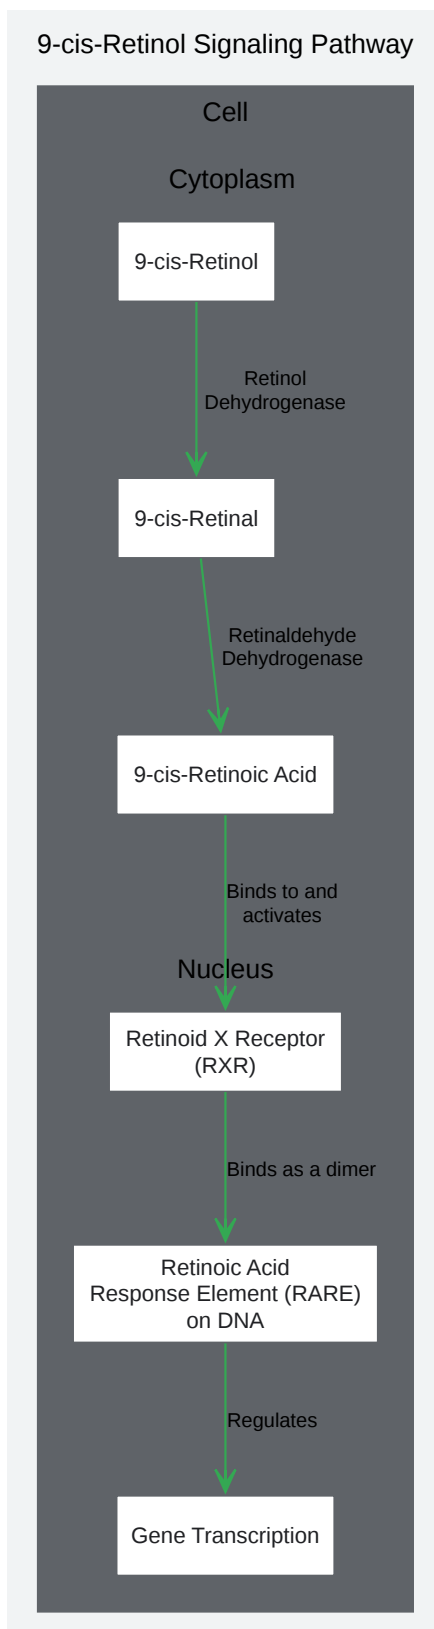 9-cis-Retinol Signaling Pathway
Cell
Cytoplasm
9-cis-Retinol
Retinol
Dehydrogenase
9-cis-Retinal
Retinaldehyde
Dehydrogenase
9-cis-Retinoic Acid
Binds to and
activates
Nucleus
Retinoid X Receptor
(RXR)
Binds as a dimer
Retinoic Acid
Response Element (RARE)
on DNA
Regulates
Gene Transcription